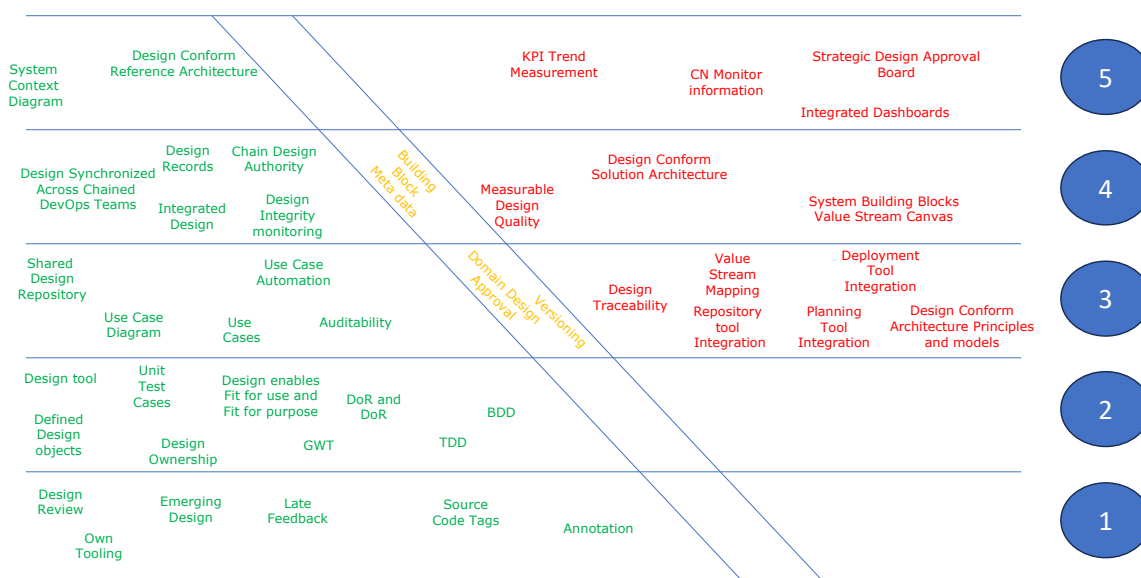 System
Context
Diagram
Design Conform
Reference Architecture
KPI Trend
Measurement
CN Monitor
information
Strategic Design Approval
Board
Integrated Dashboards
5
Design Synchronized
Across Chained
DevOps Teams
Design
Records
Chain Design
Authority
Integrated
Design
Design
Integrity
monitoring
Building
Block
Meta data
Measurable
Design
Quality
Design Conform
Solution Architecture
System Building Blocks
Value Stream Canvas
4
Shared
Design
Repository
Use Case
Automation
Use Case
Diagram
Use
Cases
Auditability
Domain Design
Approval
Versioning
Design
Traceability
Value
Stream
Mapping
Deployment
Tool
Integration
Repository
tool
Integration
Planning
Tool
Integration
Design Conform
Architecture Principles
and models
3
Design tool
Unit
Test
Cases
Design enables
Fit for use and
Fit for purpose
DoR and
DoR
BDD
Defined
Design
objects
Design
Ownership
GWT
TDD
2
Design
Review
Own
Tooling
Emerging
Design
Late
Feedback
Source
Code Tags
Annotation
1